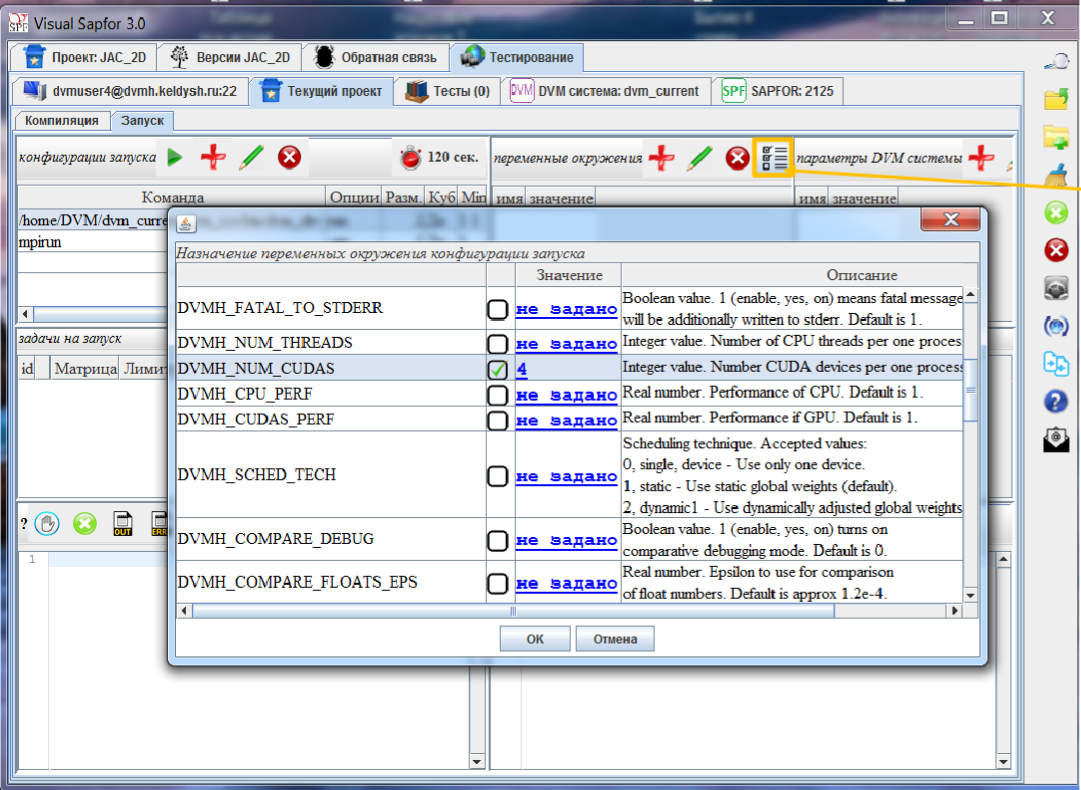 SPF Visual Sapfor 3.0
Проект: JAC_2D Версии JAC_2D Обратная связь Тестирование
dvmuser4@dvmh.keldysh.ru:22 Текущий проект Тесты (0) DVM DVM система: dvm_current SPF SAPFOR: 2125
Компиляция Запуск
конфигурации запуска 120 сек. переменные окружения параметры DVM системы
Команда Опции Разм. Куб Min имя значение имя значение
/home/DVM/dvm_curre
mpirun
Назначение переменных окружения конфигурации запуска
Значение Описание
DVMH_FATAL_TO_STDERR не задано Boolean value. 1 (enable, yes, on) means fatal message
will be additionally written to stderr. Default is 1.
DVMH_NUM_THREADS не задано Integer value. Number of CPU threads per one proces
DVMH_NUM_CUDAS 4 Integer value. Number CUDA devices per one process
DVMH_CPU_PERF не задано Real number. Performance of CPU. Default is 1.
DVMH_CUDAS_PERF не задано Real number. Performance if GPU. Default is 1.
DVMH_SCHED_TECH не задано Scheduling technique. Accepted values:
0, single, device - Use only one device.
1, static - Use static global weights (default).
2, dynamic1 - Use dynamically adjusted global weights
DVMH_COMPARE_DEBUG не задано Boolean value. 1 (enable, yes, on) turns on
comparative debugging mode. Default is 0.
DVMH_COMPARE_FLOATS_EPS не задано Real number. Epsilon to use for comparison
of float numbers. Default is approx 1.2e-4.
OK Отмена
задачи на запуск
id Матрица Лими
? OUT ERR
1